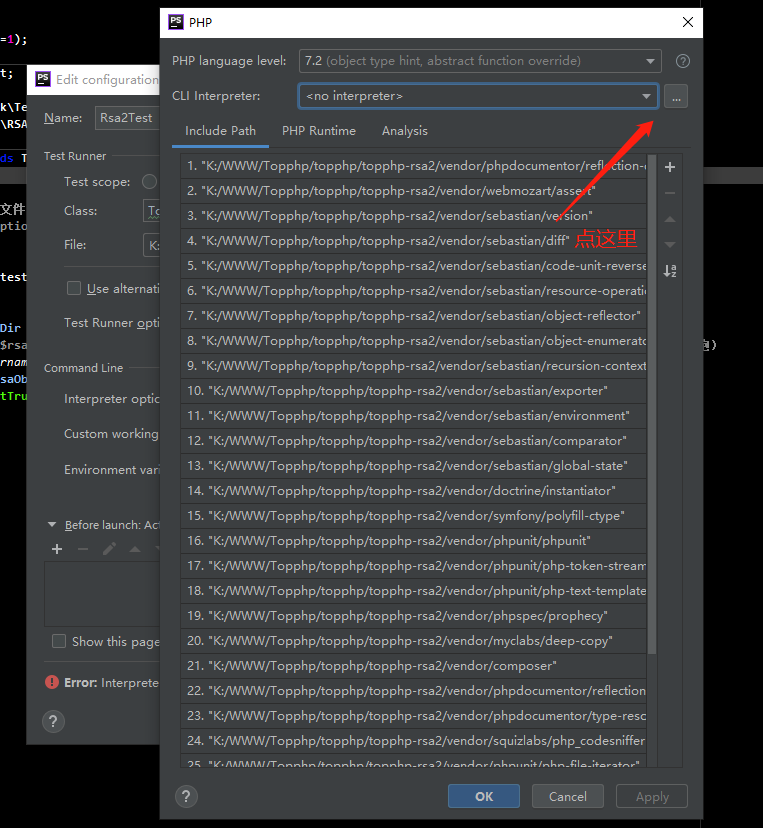 PHP
PHP language level: 7.2 (object type hint, abstract function override)
CLI Interpreter: <no interpreter>
...
Include Path PHP Runtime Analysis
1. "K:/WWW/Topphp/topphp/topphp-rsa2/vendor/phpdocumentor/reflection-c
2. "K:/WWW/Topphp/topphp/topphp-rsa2/vendor/webmozart/assert"
3. "K:/WWW/Topphp/topphp/topphp-rsa2/vendor/sebastian/version"
4. "K:/WWW/Topphp/topphp/topphp-rsa2/vendor/sebastian/diff"
点这里
5. "K:/WWW/Topphp/topphp/topphp-rsa2/vendor/sebastian/code-unit-reverse
6. "K:/WWW/Topphp/topphp/topphp-rsa2/vendor/sebastian/resource-operatio
7. "K:/WWW/Topphp/topphp/topphp-rsa2/vendor/sebastian/object-reflector"
8. "K:/WWW/Topphp/topphp/topphp-rsa2/vendor/sebastian/object-enumerato
9. "K:/WWW/Topphp/topphp/topphp-rsa2/vendor/sebastian/recursion-context
10. "K:/WWW/Topphp/topphp/topphp-rsa2/vendor/sebastian/exporter"
11. "K:/WWW/Topphp/topphp/topphp-rsa2/vendor/sebastian/environment"
12. "K:/WWW/Topphp/topphp/topphp-rsa2/vendor/sebastian/comparator"
13. "K:/WWW/Topphp/topphp/topphp-rsa2/vendor/sebastian/global-state"
14. "K:/WWW/Topphp/topphp/topphp-rsa2/vendor/doctrine/instantiator"
15. "K:/WWW/Topphp/topphp/topphp-rsa2/vendor/symfony/polyfill-ctype"
16. "K:/WWW/Topphp/topphp/topphp-rsa2/vendor/phpunit/phpunit"
17. "K:/WWW/Topphp/topphp/topphp-rsa2/vendor/phpunit/php-token-stream
18. "K:/WWW/Topphp/topphp/topphp-rsa2/vendor/phpunit/php-text-template
19. "K:/WWW/Topphp/topphp/topphp-rsa2/vendor/phpspec/prophecy"
20. "K:/WWW/Topphp/topphp/topphp-rsa2/vendor/myclabs/deep-copy"
21. "K:/WWW/Topphp/topphp/topphp-rsa2/vendor/composer"
22. "K:/WWW/Topphp/topphp/topphp-rsa2/vendor/phpdocumentor/reflection
23. "K:/WWW/Topphp/topphp/topphp-rsa2/vendor/phpdocumentor/type-reso
24. "K:/WWW/Topphp/topphp/topphp-rsa2/vendor/squizlabs/php_codesniffer
25. "K:/WWW/Topphp/topphp/topphp-rsa2/vendor/phpunit/php-file-iterator"
OK Cancel Apply
Edit configuration
Name: Rsa2Test
Test Runner
Test scope:
Class: To
File: K:
Use alternati
Test Runner opti
Command Line
Interpreter optio
Custom working
Environment vari
Before launch: Act
Show this page
Error: Interprete
=1);
t;
k\Te
\RSA
ds T
文件
ptio
test
Dir
$rsa
rnam
saOb
tTru